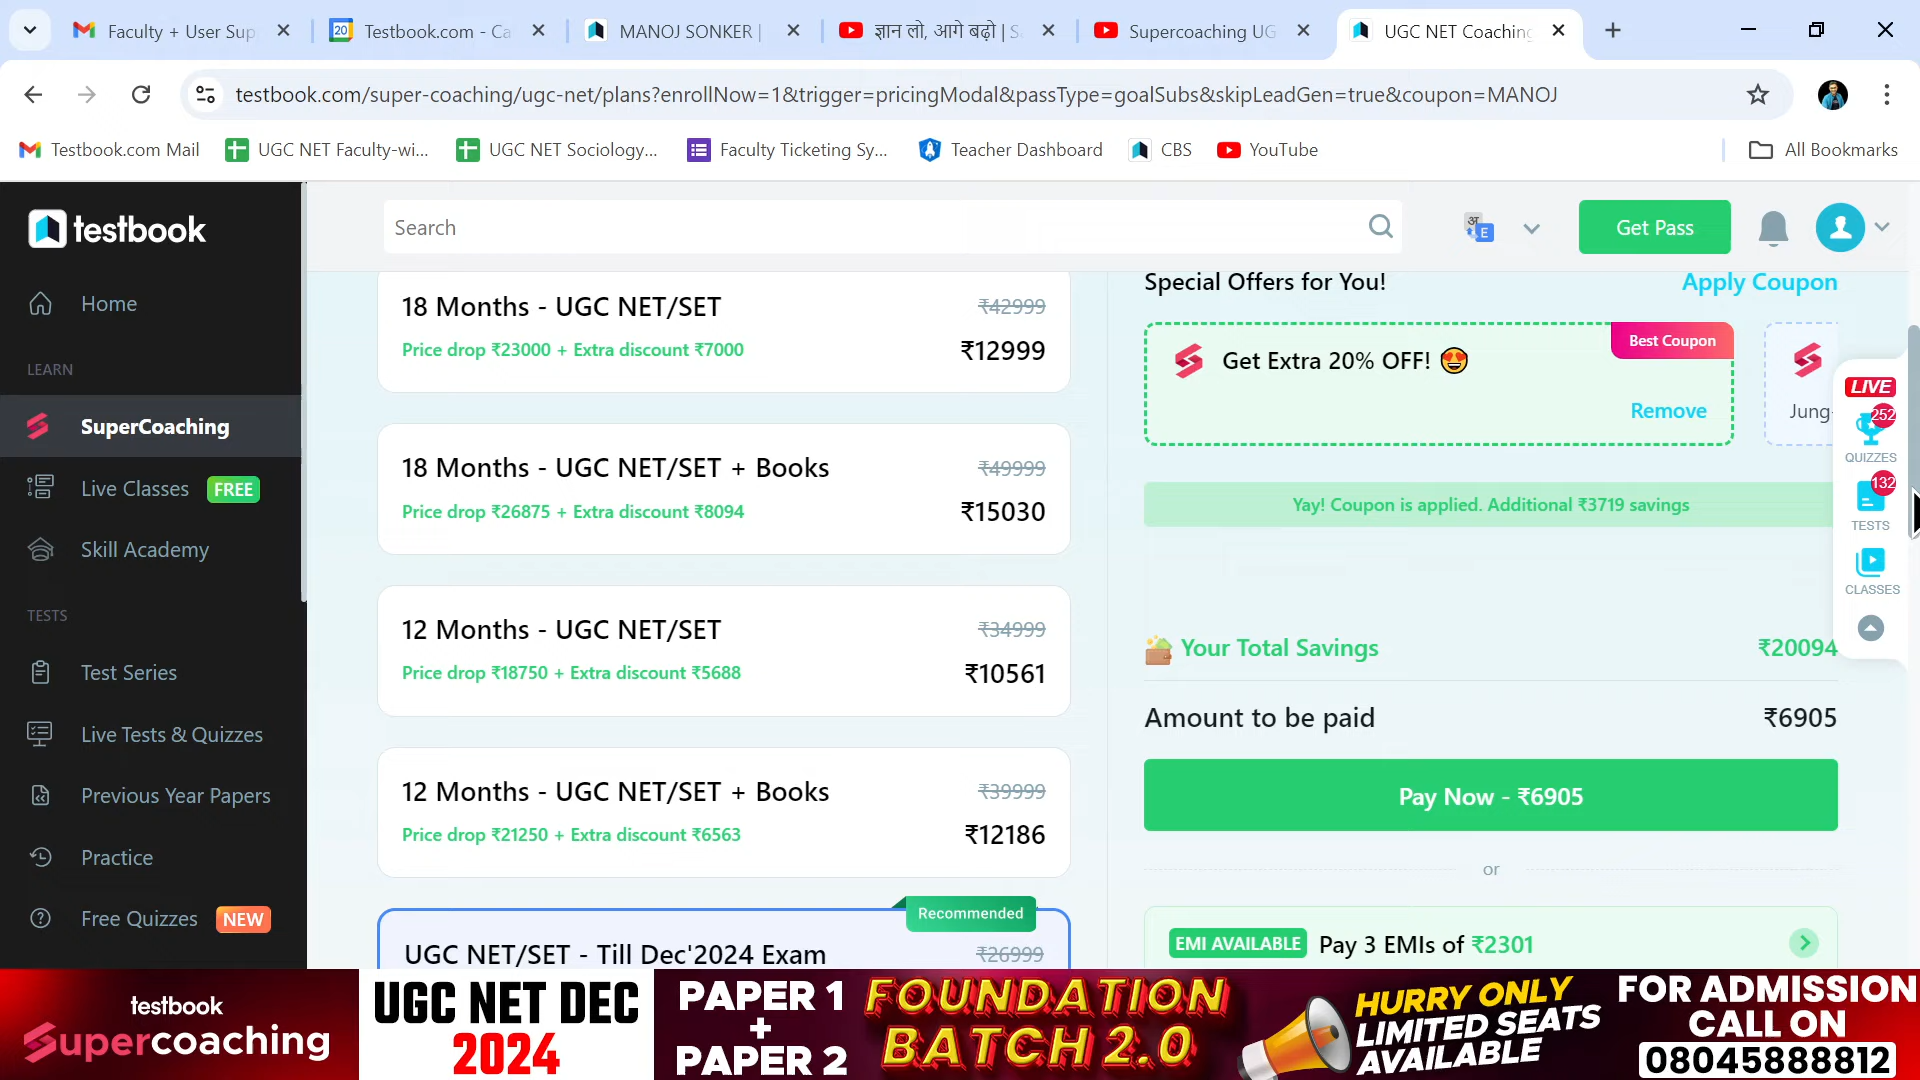 Faculty + User Sup
Testbook.com - Ca
MANOJ SONKER |
ज्ञान लो, आगे बढ़ो | S
Supercoaching UG
UGC NET Coaching
testbook.com/super-coaching/ugc-net/plans?enrollNow=1&trigger=pricingModal&passType=goalSubs&skipLeadGen=true&coupon=MANOJ
Testbook.com Mail
UGC NET Faculty-wi...
UGC NET Sociology...
Faculty Ticketing Sy...
Teacher Dashboard
CBS
YouTube
All Bookmarks
testbook
Search
Get Pass
Home
LEARN
SuperCoaching
Live Classes FREE
Skill Academy
TESTS
Test Series
Live Tests & Quizzes
Previous Year Papers
Practice
Free Quizzes NEW
18 Months - UGC NET/SET ₹42999
Price drop ₹23000 + Extra discount ₹7000 ₹12999
18 Months - UGC NET/SET + Books ₹49999
Price drop ₹26875 + Extra discount ₹8094 ₹15030
12 Months - UGC NET/SET ₹34999
Price drop ₹18750 + Extra discount ₹5688 ₹10561
12 Months - UGC NET/SET + Books ₹39999
Price drop ₹21250 + Extra discount ₹6563 ₹12186
Recommended
UGC NET/SET - Till Dec'2024 Exam ₹26999
Special Offers for You! Apply Coupon
Best Coupon
Get Extra 20% OFF!
Remove
Jung-
Yay! Coupon is applied. Additional ₹3719 savings
Your Total Savings ₹20094
Amount to be paid ₹6905
Pay Now - ₹6905
or
EMI AVAILABLE Pay 3 EMIs of ₹2301
LIVE
252
QUIZZES
132
TESTS
CLASSES
testbook
Supercoaching
UGC NET DEC
2024
PAPER 1
+
PAPER 2
FOUNDATION
BATCH 2.0
HURRY ONLY
LIMITED SEATS
AVAILABLE
FOR ADMISSION
CALL ON
08045888812